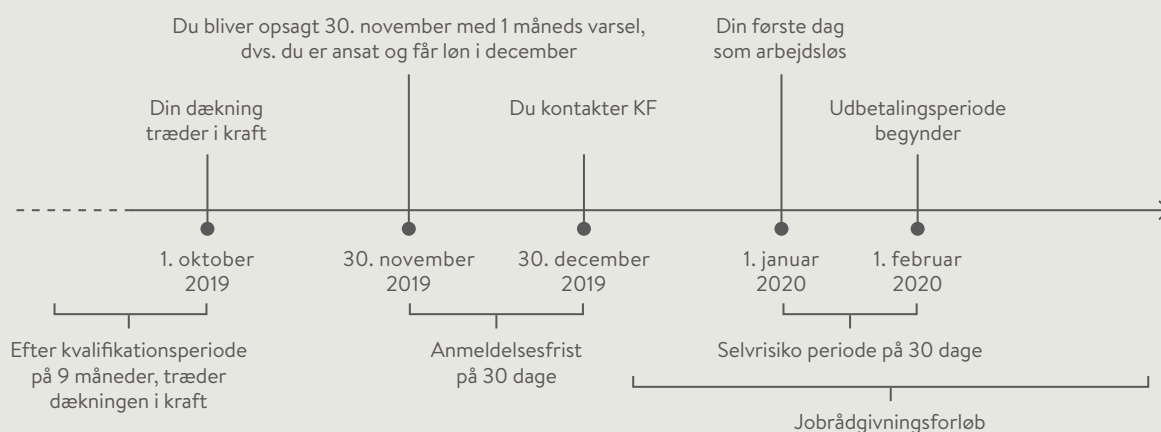 Du bliver opsagt 30. november med 1 måneds varsel,
dvs. du er ansat og får løn i december
Din første dag
som arbejdsløs
Din dækning
træder i kraft
Du kontakter KF
Udbetalingsperiode
begynder
1. oktober
2019
30. november
2019
30. december
2019
1. januar
2020
1. februar
2020
Efter kvalifikationsperiode
på 9 måneder, træder
dækningen i kraft
Anmeldelsesfrist
på 30 dage
Selvrisiko periode på 30 dage
Jobrådgivningsforløb